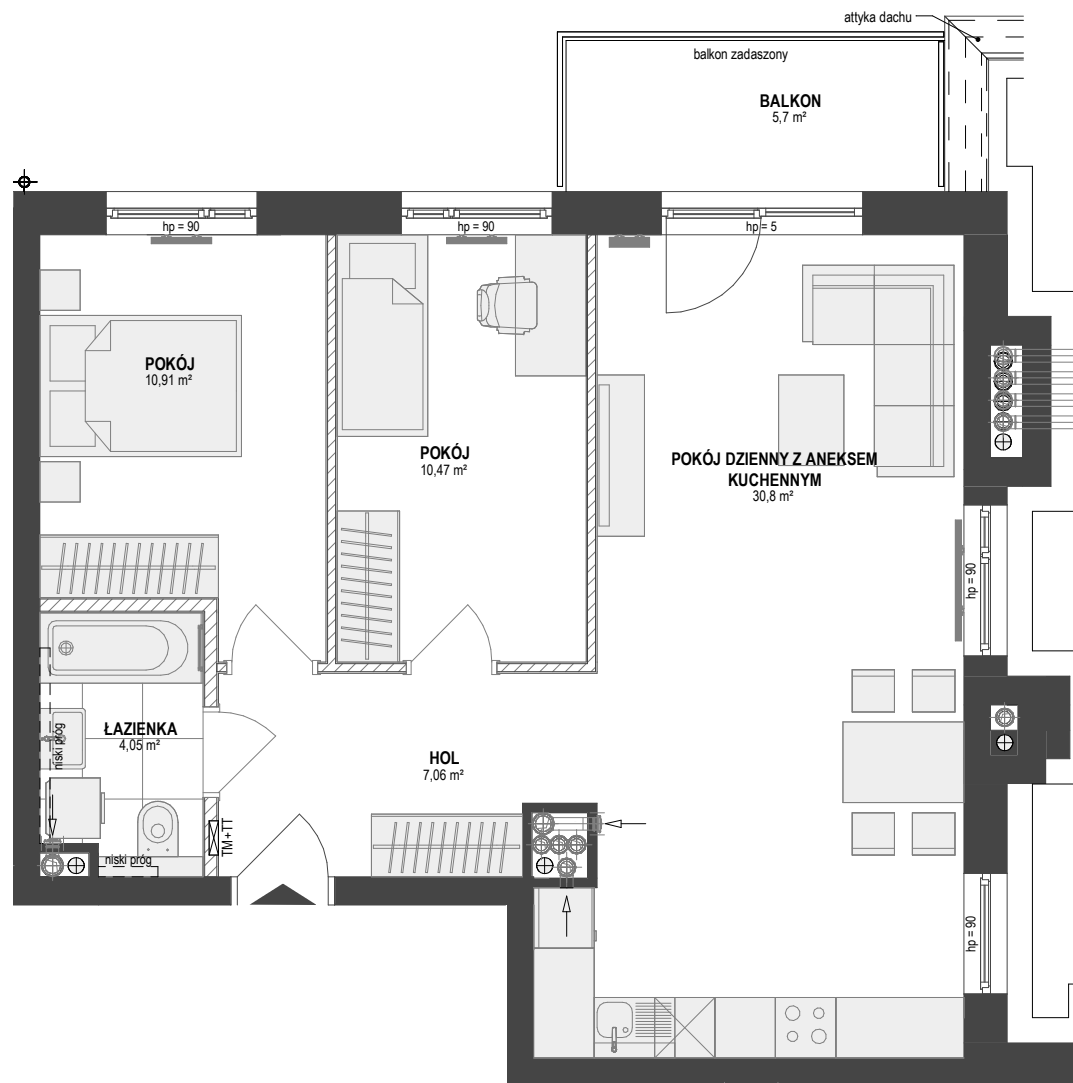 attyka dachu
balkon zadaszony
BALKON
5,7 m²
hp = 90
hp = 90
hp = 5
POKÓJ
10,91 m²
POKÓJ
10,47 m²
POKÓJ DZIENNY Z ANEKSEM
KUCHENNYM
30,8 m²
hp = 90
ŁAZIENKA
4,05 m²
niski próg
HOL
7,06 m²
TM+TT
niski próg
hp = 90